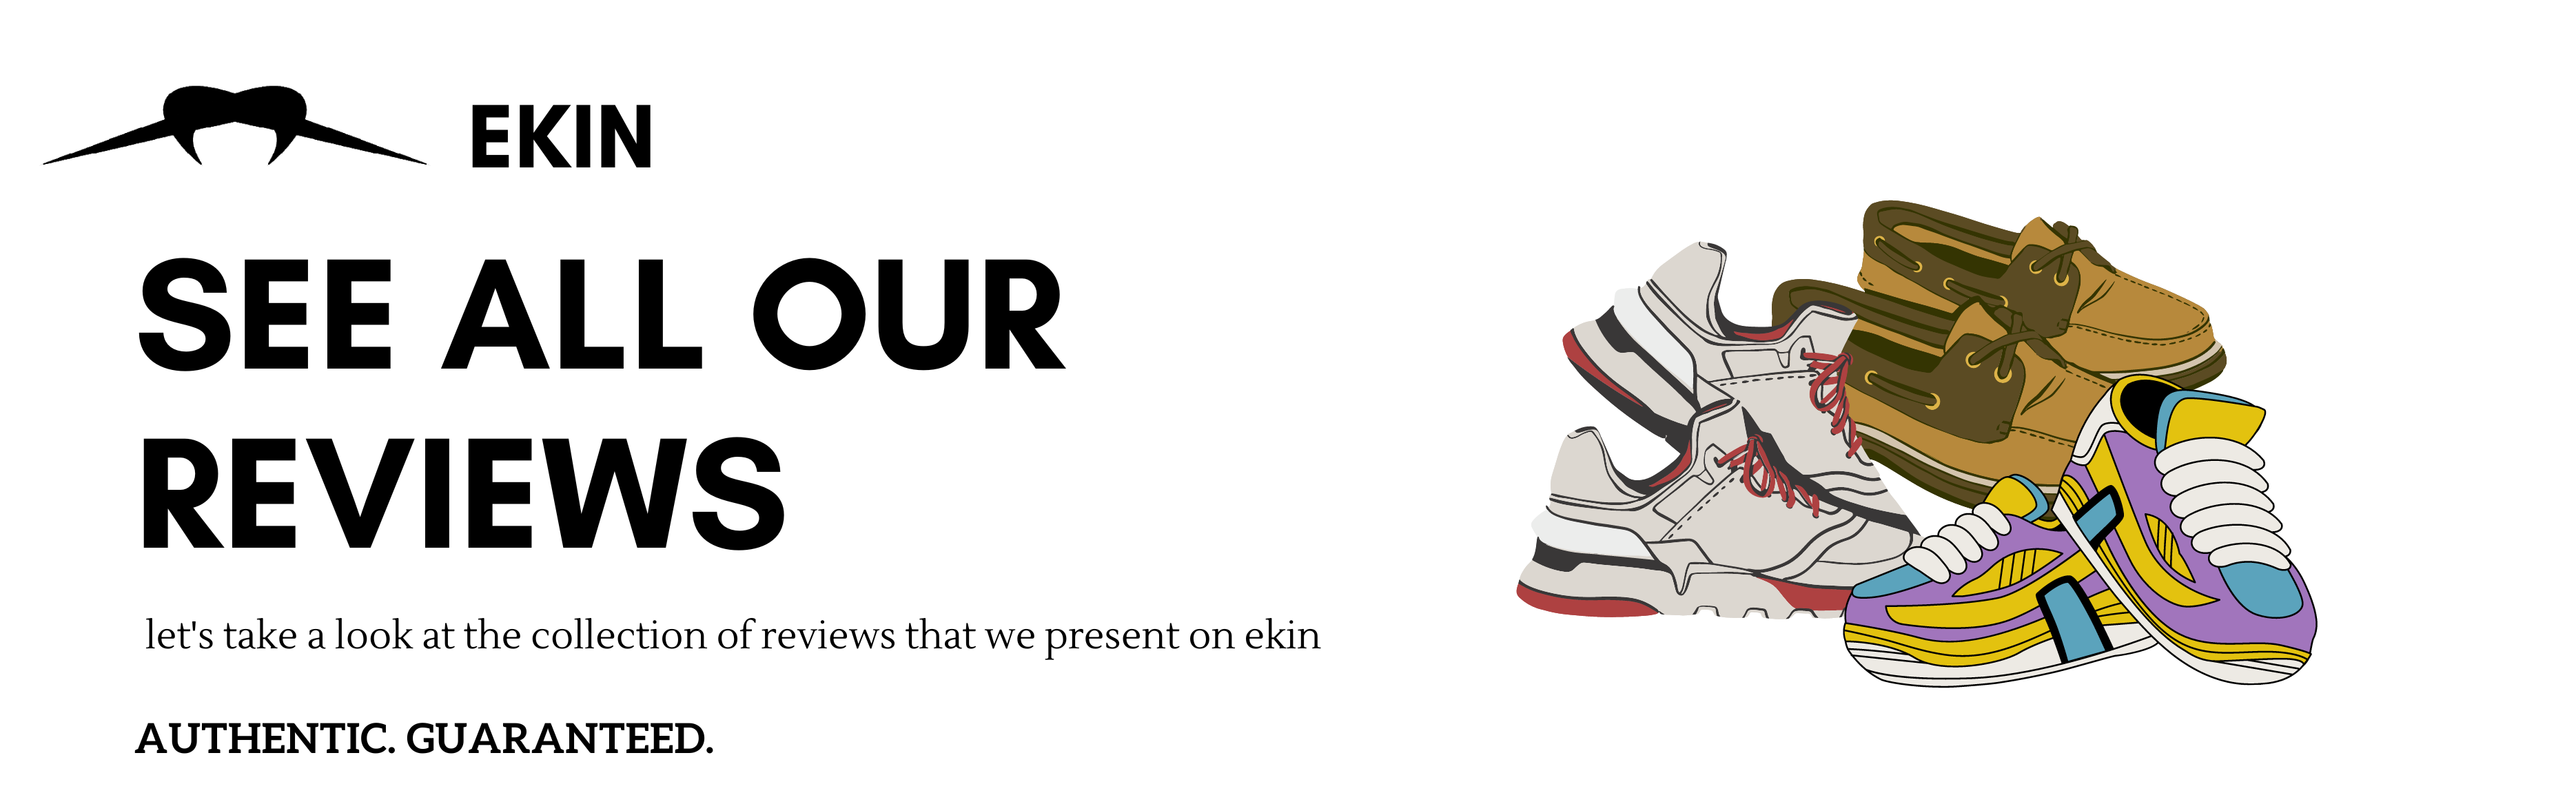 EKIN
SEE ALL OUR
REVIEWS
let's take a look at the collection of reviews that we present on ekin
AUTHENTIC. GUARANTEED.